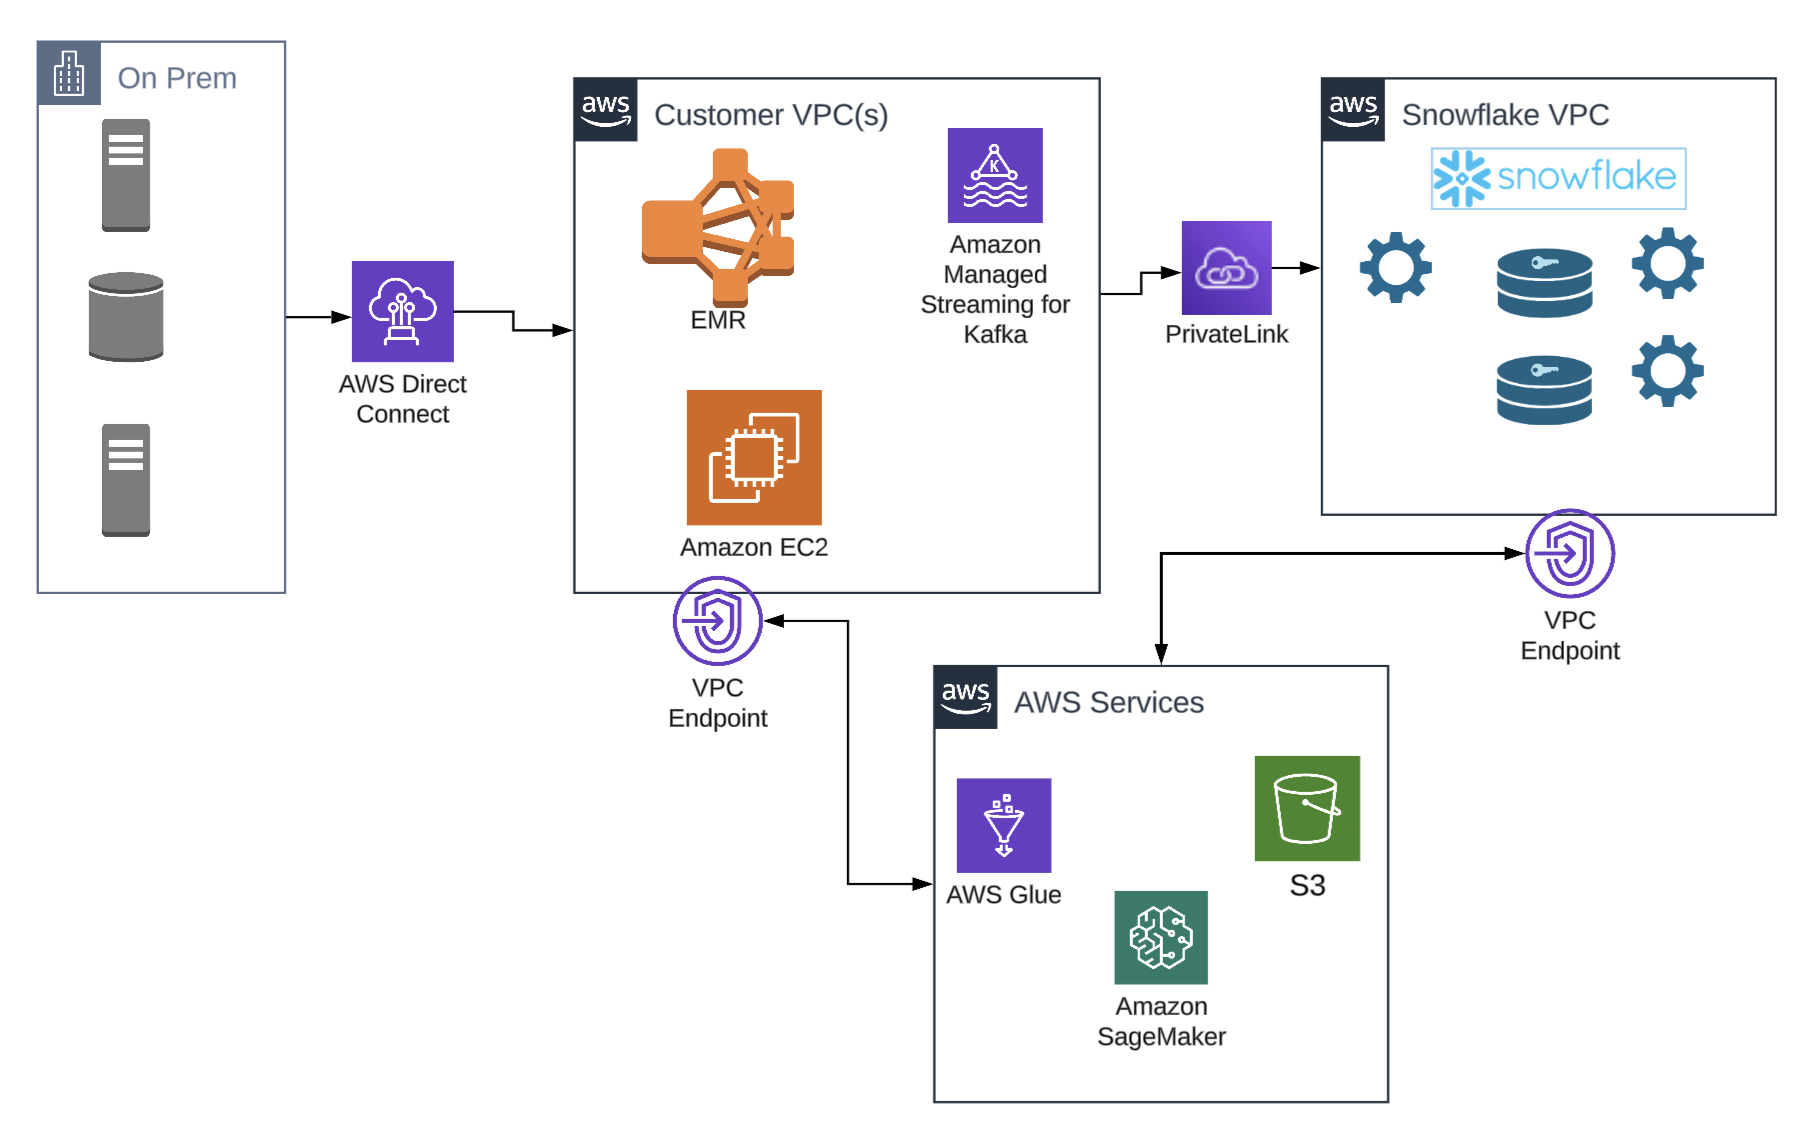 On Prem
AWS Direct
Connect
aws
Customer VPC(s)
EMR
K
Amazon
Managed
Streaming for
Kafka
Amazon EC2
VPC
Endpoint
PrivateLink
aws
Snowflake VPC
snowflake
VPC
Endpoint
aws
AWS Services
AWS Glue
S3
Amazon
SageMaker